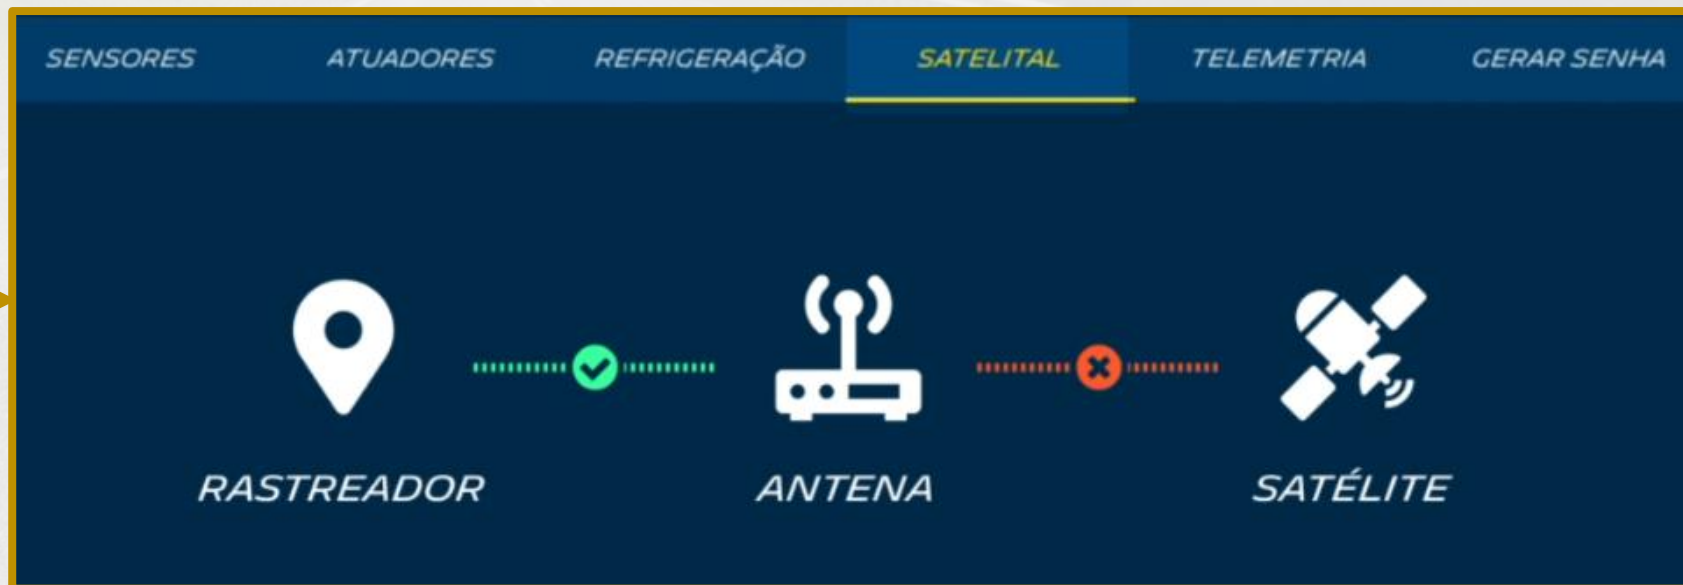 SENSORES ATUADORES REFRIGERAÇÃO SATELITAL TELEMETRIA GERAR SENHA
RASTREADOR ANTENA SATÉLITE